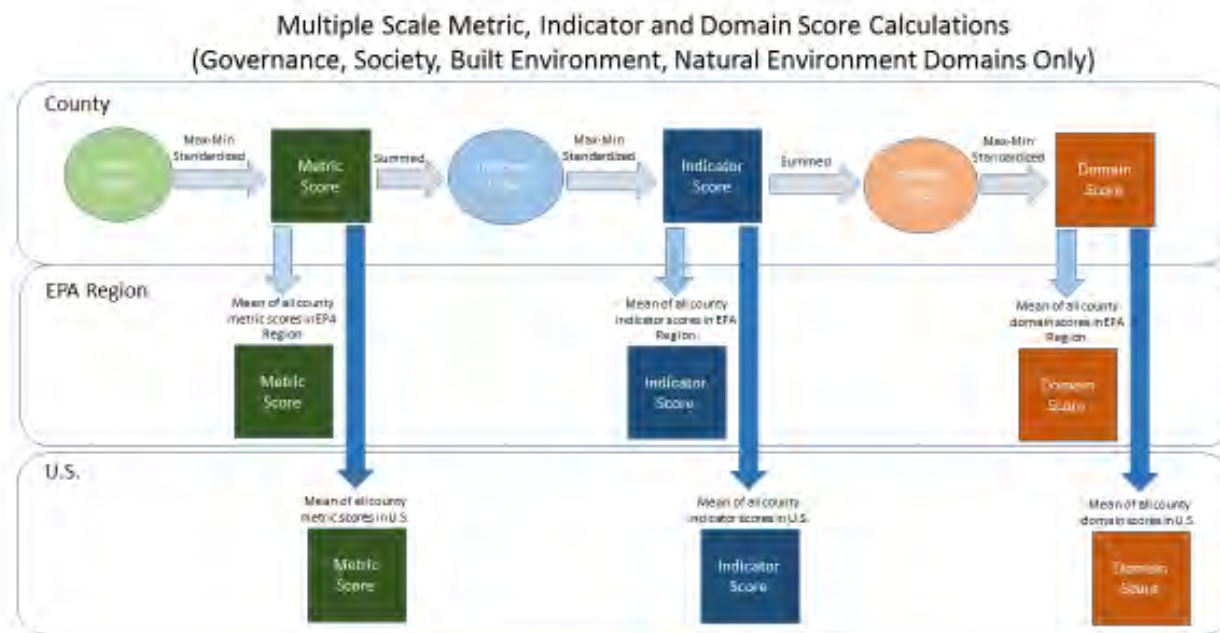 Multiple Scale Metric, Indicator and Domain Score Calculations
(Governance, Society, Built Environment, Natural Environment Domains Only)
County
Max-Min
Standardized
Metric
Score
Summed
Max-Min
Standardized
Indicator
Score
Summed
Max-Min
Standardized
Domain
Score
EPA Region
Mean of all county
metric scores in EPA
Region
Metric
Score
Mean of all county
indicator scores in EPA
Region
Indicator
Score
Mean of all county
domain scores in EPA
Region
Domain
Score
U.S.
Mean of all county
metric scores in U.S.
Metric
Score
Mean of all county
indicator scores in U.S.
Indicator
Score
Mean of all county
domain scores in U.S.
Domain
Score